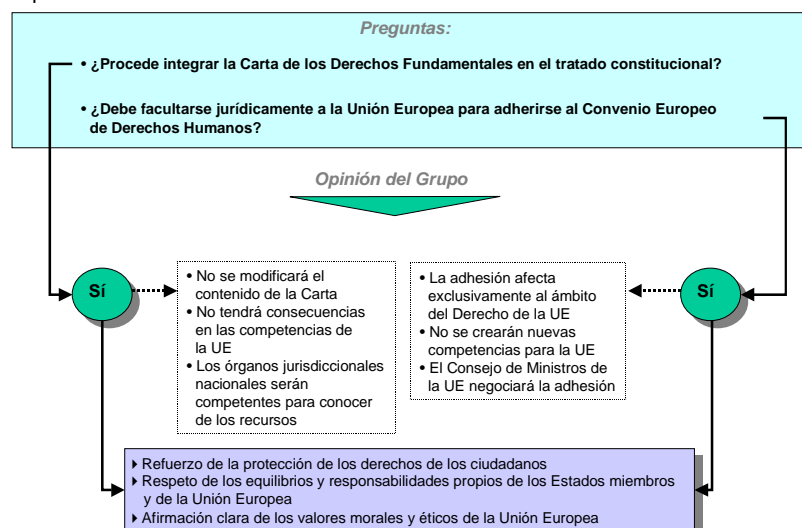 Preguntas:
• ¿Procede integrar la Carta de los Derechos Fundamentales en el tratado constitucional?
• ¿Debe facultarse jurídicamente a la Unión Europea para adherirse al Convenio Europeo
de Derechos Humanos?
Opinión del Grupo
Sí
• No se modificará el
contenido de la Carta
• No tendrá consecuencias
en las competencias de
la UE
• Los órganos jurisdiccionales
nacionales serán
competentes para conocer
de los recursos
• La adhesión afecta
exclusivamente al ámbito
del Derecho de la UE
• No se crearán nuevas
competencias para la UE
• El Consejo de Ministros de
la UE negociará la adhesión
Sí
Refuerzo de la protección de los derechos de los ciudadanos
Respeto de los equilibrios y responsabilidades propios de los Estados miembros
y de la Unión Europea
Afirmación clara de los valores morales y éticos de la Unión Europea